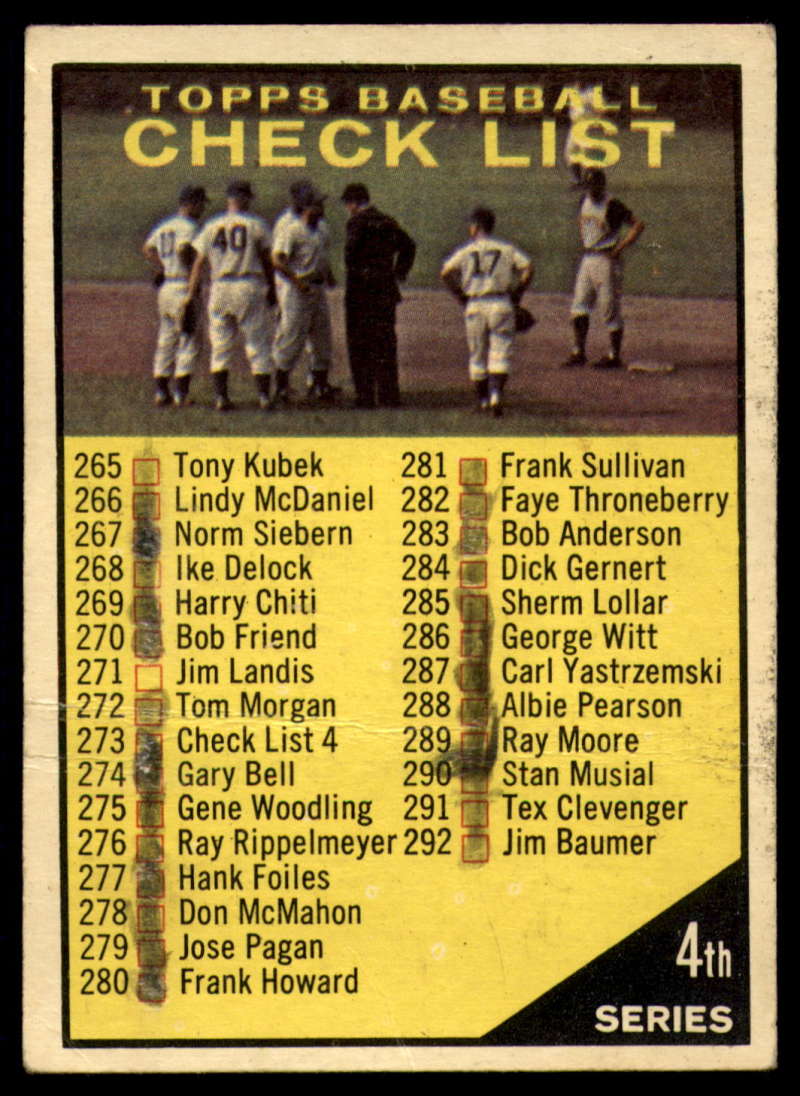 TOPPS BASEBALL
CHECK LIST
40
17
265 Tony Kubek
266 Lindy McDaniel
267 Norm Siebern
268 Ike Delock
269 Harry Chiti
270 Bob Friend
271 Jim Landis
272 Tom Morgan
273 Check List 4
274 Gary Bell
275 Gene Woodling
276 Ray Rippelmeyer
277 Hank Foiles
278 Don McMahon
279 Jose Pagan
280 Frank Howard
281 Frank Sullivan
282 Faye Throneberry
283 Bob Anderson
284 Dick Gernert
285 Sherm Lollar
286 George Witt
287 Carl Yastrzemski
288 Albie Pearson
289 Ray Moore
290 Stan Musial
291 Tex Clevenger
292 Jim Baumer
4th
SERIES